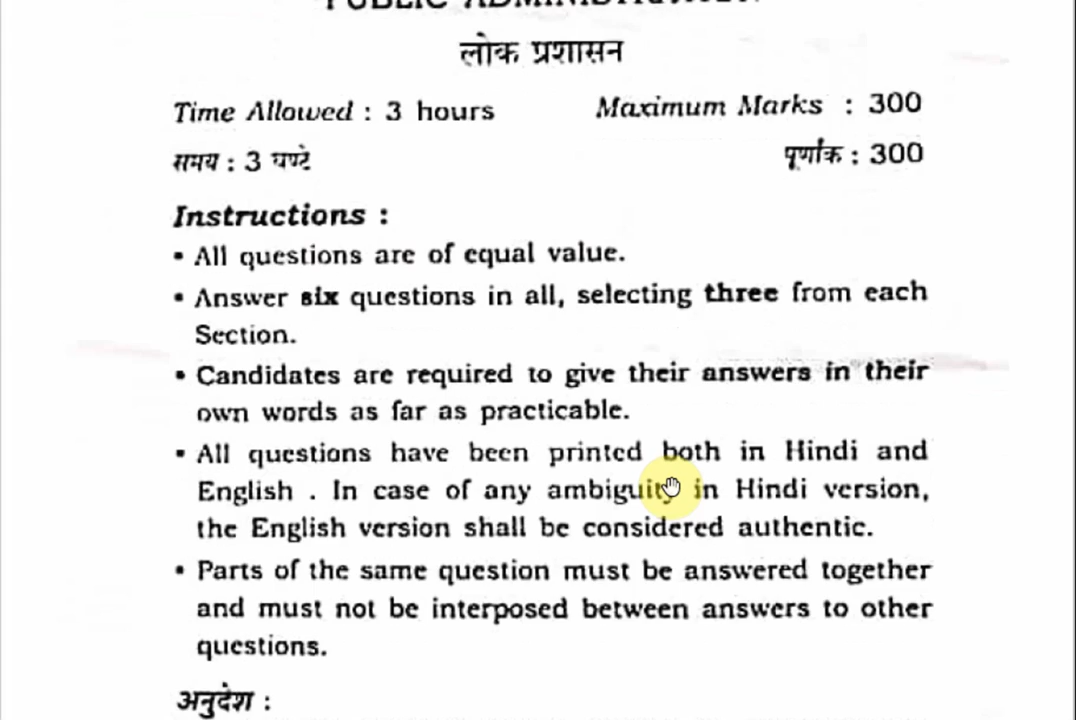 PUBLIC ADMINISTRATION
लोक प्रशासन
Time Allowed : 3 hours Maximum Marks : 300
समय : 3 घण्टे पूर्णांक : 300
Instructions :
▪ All questions are of equal value.
▪ Answer six questions in all, selecting three from each
Section.
▪ Candidates are required to give their answers in their
own words as far as practicable.
▪ All questions have been printed both in Hindi and
English . In case of any ambiguity in Hindi version,
the English version shall be considered authentic.
▪ Parts of the same question must be answered together
and must not be interposed between answers to other
questions.
अनुदेश :